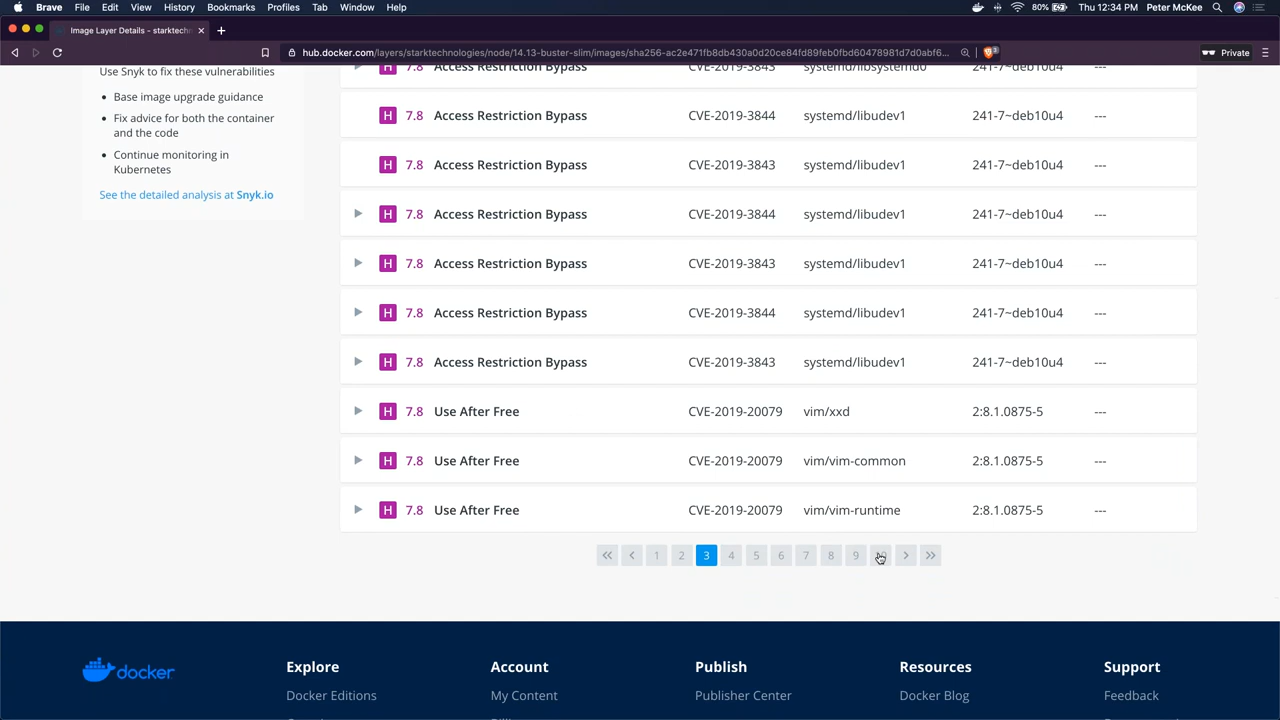 Brave File Edit View History Bookmarks Profiles Tab Window Help 80% Thu 12:34 PM Peter McKee
Image Layer Details - starktechn
hub.docker.com/layers/starktechnologies/node/14.13-buster-slim/images/sha256-ac2e471fb8db430a0d20ce84fd89feb0fbd60478981d7d0abf6... 3 Private
Use Snyk to fix these vulnerabilities
Base image upgrade guidance
Fix advice for both the container
and the code
Continue monitoring in
Kubernetes
See the detailed analysis at Snyk.io
7.8 Access Restriction Bypass CVE-2019-3843 systemd/libsystemd0 241-7~deb10u4 ---
H 7.8 Access Restriction Bypass CVE-2019-3844 systemd/libudev1 241-7~deb10u4 ---
H 7.8 Access Restriction Bypass CVE-2019-3843 systemd/libudev1 241-7~deb10u4 ---
H 7.8 Access Restriction Bypass CVE-2019-3844 systemd/libudev1 241-7~deb10u4 ---
H 7.8 Access Restriction Bypass CVE-2019-3843 systemd/libudev1 241-7~deb10u4 ---
H 7.8 Access Restriction Bypass CVE-2019-3844 systemd/libudev1 241-7~deb10u4 ---
H 7.8 Access Restriction Bypass CVE-2019-3843 systemd/libudev1 241-7~deb10u4 ---
H 7.8 Use After Free CVE-2019-20079 vim/xxd 2:8.1.0875-5 ---
H 7.8 Use After Free CVE-2019-20079 vim/vim-common 2:8.1.0875-5 ---
H 7.8 Use After Free CVE-2019-20079 vim/vim-runtime 2:8.1.0875-5 ---
« ‹ 1 2 3 4 5 6 7 8 9 › »
docker Explore Account Publish Resources Support
Docker Editions My Content Publisher Center Docker Blog Feedback